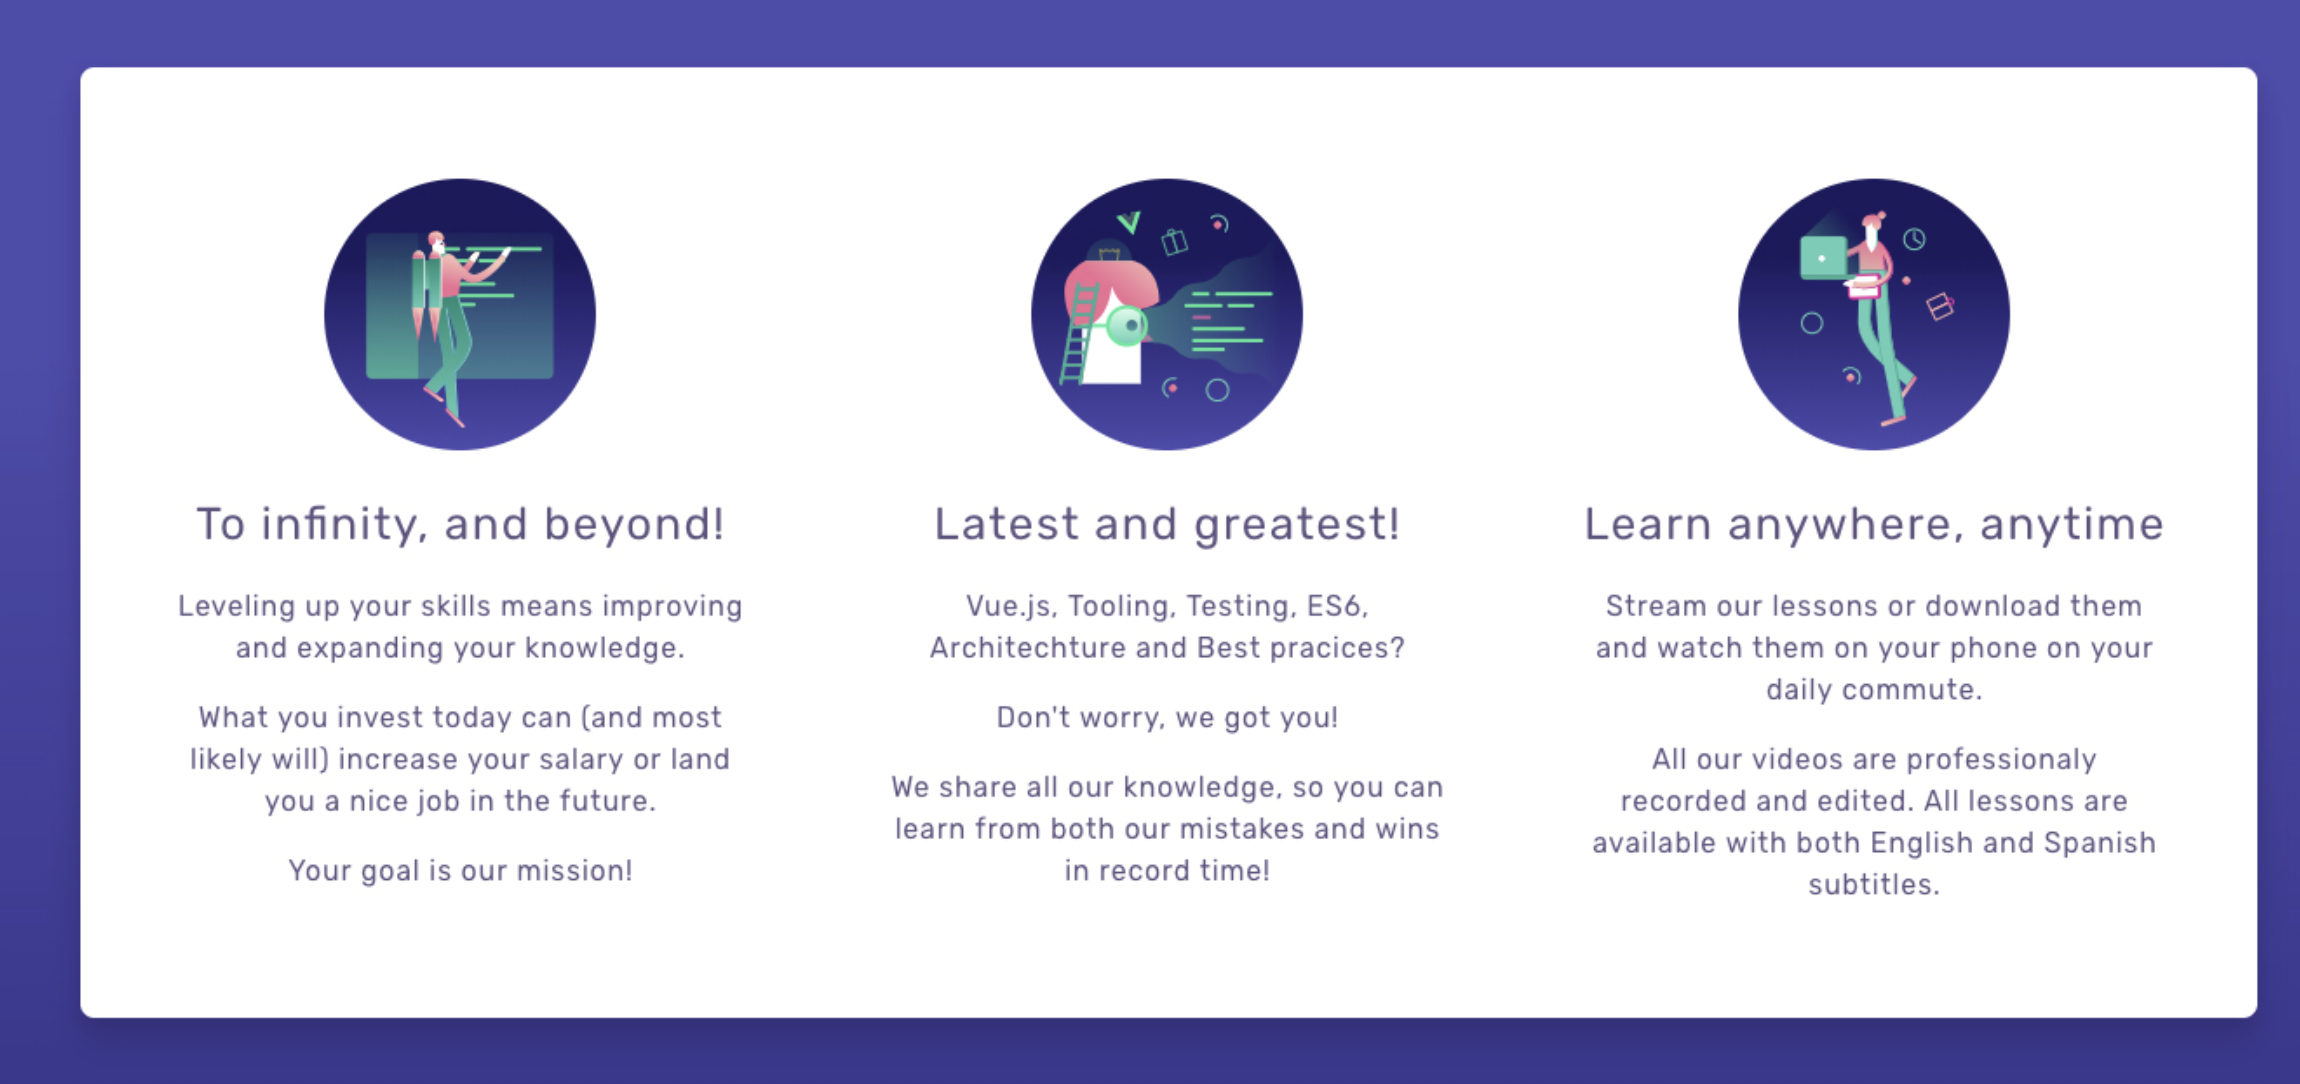 To infinity, and beyond!
Leveling up your skills means improving
and expanding your knowledge.
What you invest today can (and most
likely will) increase your salary or land
you a nice job in the future.
Your goal is our mission!
Latest and greatest!
Vue.js, Tooling, Testing, ES6,
Architechture and Best pracices?
Don't worry, we got you!
We share all our knowledge, so you can
learn from both our mistakes and wins
in record time!
Learn anywhere, anytime
Stream our lessons or download them
and watch them on your phone on your
daily commute.
All our videos are professionaly
recorded and edited. All lessons are
available with both English and Spanish
subtitles.